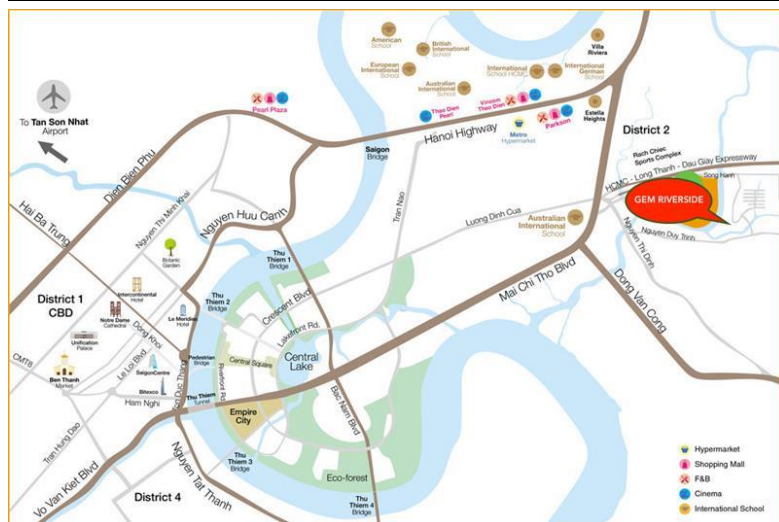 American
School
British
International
School
European
International
School
Australian
International
School
International
School HCMC
International
German
School
Villa
Riviera
To Tan Son Nhat
Airport
Pearl Plaza
Thao Dien
Pearl
Vincom
Thao Dien
Metro
Hypermarket
Parkson
Estella
Heights
District 2
Rach Chiec
Sports Complex
HCMC - Long Thanh - Dau Giay Expressway
Song Hanh
GEM RIVERSIDE
Saigon
Bridge
Hanoi Highway
Dien Bien Phu
Hai Ba Trung
Nguyen Thi Minh Khai
Nguyen Huu Canh
Tran Nao
Luong Dinh Cua
Australian
International
School
Nguyen Thi Dinh
Nguyen Duy Trinh
Mai Chi Tho Blvd
Dong Van Cong
Botanic
Garden
Thu
Thiem 1
Bridge
Thu
Thiem 2
Bridge
Crescent Blvd
Lakefront Rd.
District 1
CBD
Intercontinental
Hotel
Notre Dame
Cathedral
Le Meridien
Hotel
Dong Khoi
Unification
Palace
Le Loi Blvd
SaigonCentre
Pedestrian
Bridge
Central Square
Central
Lake
Riverfront Rd.
CMT8
Ben Thanh
Market
Bitexco
Ham Nghi
Ton Duc Thang
Thu Thiem
Tunnel
Empire
City
Bac Nam Blvd
Tran Hung Dao
Vo Van Kiet Blvd
District 4
Nguyen Tat Thanh
Thu
Thiem 3
Bridge
Eco-forest
Thu
Thiem 4
Bridge
Hypermarket
Shopping Mall
F&B
Cinema
International School